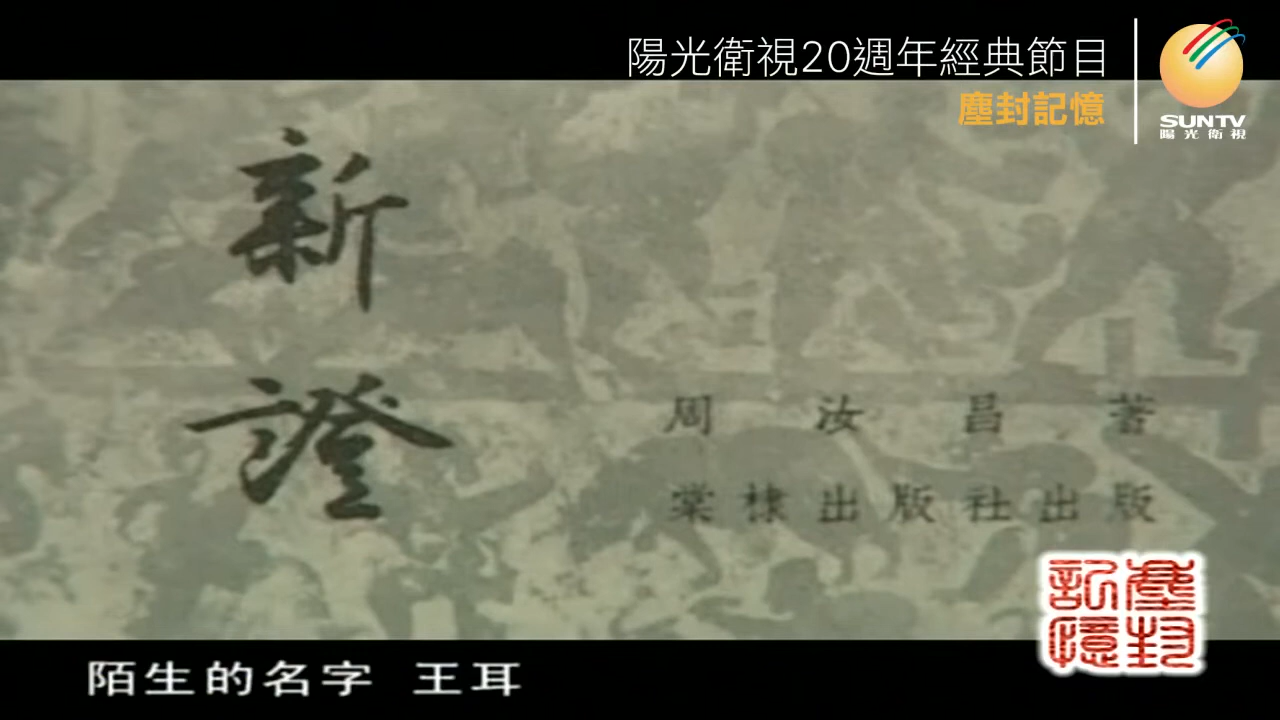 陽光衛視20週年經典節目
塵封記憶
SUNTV
陽光衛視
新
證
周汝昌著
棠棣出版社出版
塵封
記憶
陌生的名字 王耳